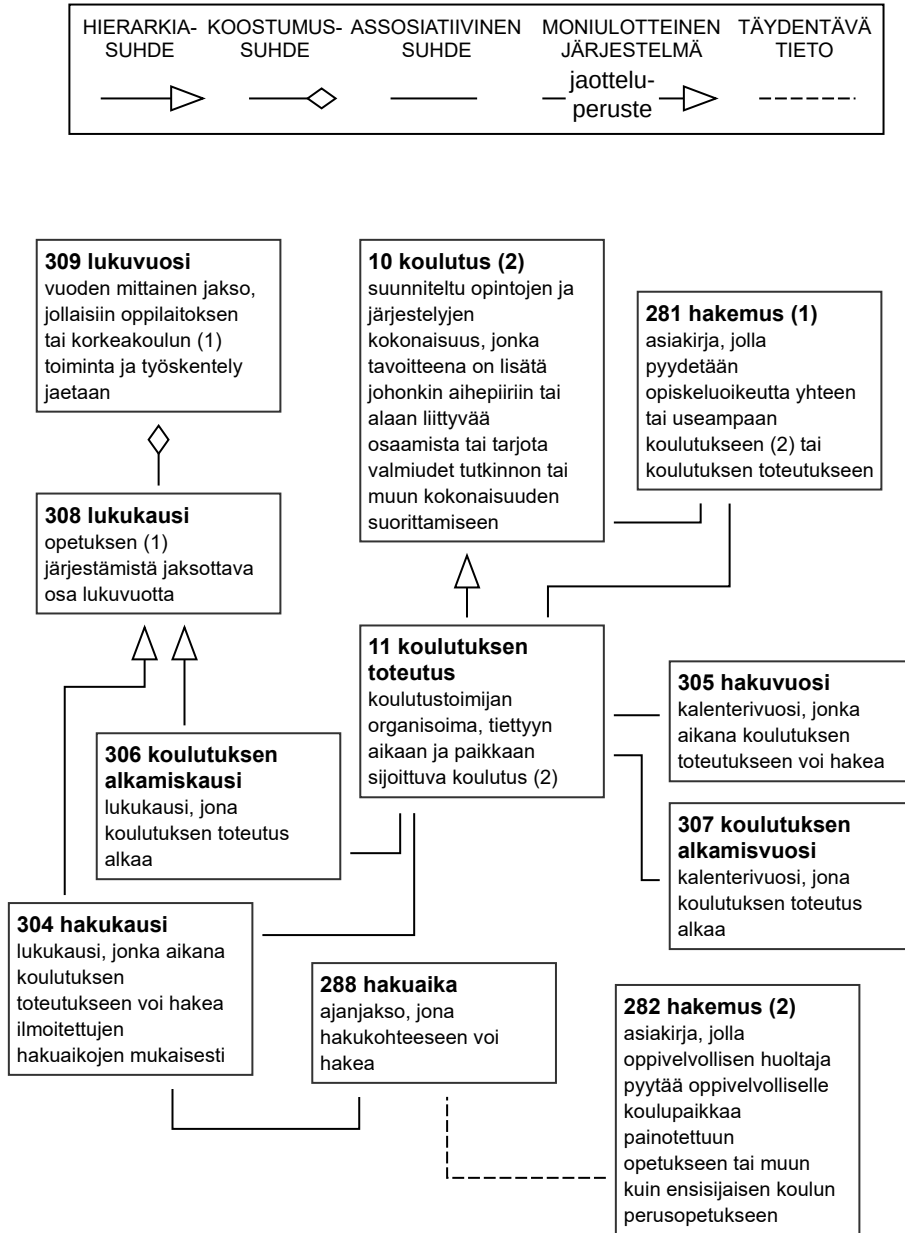 HIERARKIA-
SUHDE
KOOSTUMUS-
SUHDE
ASSOSIATIIVINEN
SUHDE
MONIULOTTEINEN
JÄRJESTELMÄ
jaottelu-
peruste
TÄYDENTÄVÄ
TIETO
309 lukuvuosi
vuoden mittainen jakso,
jollaisiin oppilaitoksen
tai korkeakoulun (1)
toiminta ja työskentely
jaetaan
10 koulutus (2)
suunniteltu opintojen ja
järjestelyjen
kokonaisuus, jonka
tavoitteena on lisätä
johonkin aihepiiriin tai
alaan liittyvää
osaamista tai tarjota
valmiudet tutkinnon tai
muun kokonaisuuden
suorittamiseen
281 hakemus (1)
asiakirja, jolla
pyydetään
opiskeluoikeutta yhteen
tai useampaan
koulutukseen (2) tai
koulutuksen toteutukseen
308 lukukausi
opetuksen (1)
järjestämistä jaksottava
osa lukuvuotta
11 koulutuksen
toteutus
koulutustoimijan
organisoima, tiettyyn
aikaan ja paikkaan
sijoittuva koulutus (2)
305 hakuvuosi
kalenterivuosi, jonka
aikana koulutuksen
toteutukseen voi hakea
306 koulutuksen
alkamiskausi
lukukausi, jona
koulutuksen toteutus
alkaa
307 koulutuksen
alkamisvuosi
kalenterivuosi, jona
koulutuksen toteutus
alkaa
304 hakukausi
lukukausi, jonka aikana
koulutuksen
toteutukseen voi hakea
ilmoitettujen
hakuaikojen mukaisesti
288 hakuaika
ajanjakso, jona
hakukohteeseen voi
hakea
282 hakemus (2)
asiakirja, jolla
oppivelvollisen huoltaja
pyytää oppivelvolliselle
koulupaikkaa
painotettuun
opetukseen tai muun
kuin ensisijaisen koulun
perusopetukseen